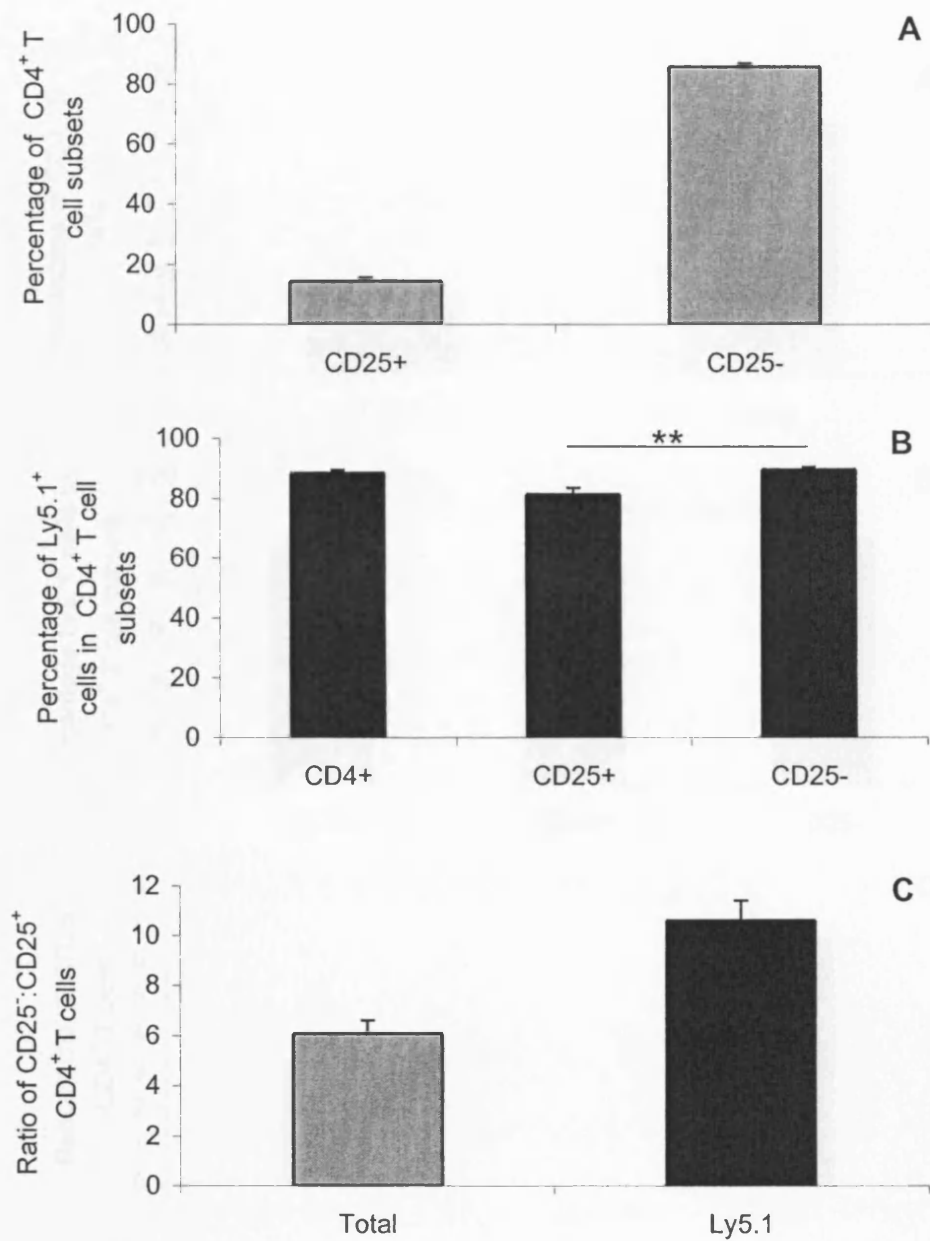 A
Percentage of CD4⁺ T
cell subsets
100
80
60
40
20
0
CD25+
CD25-
B
Percentage of Ly5.1⁺
cells in CD4⁺ T cell
subsets
100
80
60
40
20
0
**
CD4+
CD25+
CD25-
C
Ratio of CD25⁻:CD25⁺
CD4⁺ T cells
12
10
8
6
4
2
0
Total
Ly5.1